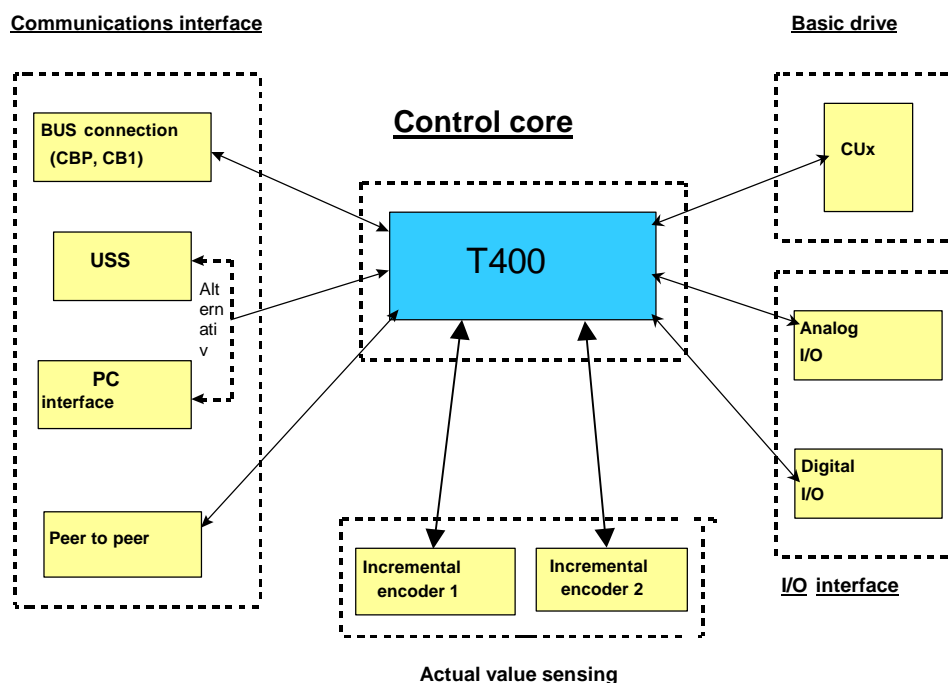 Communications interface
Basic drive
Control core
BUS connection
(CBP, CB1)
USS
Alt
ern
ati
v
PC
interface
Peer to peer
T400
CUx
Analog
I/O
Digital
I/O
I/O interface
Incremental
encoder 1
Incremental
encoder 2
Actual value sensing